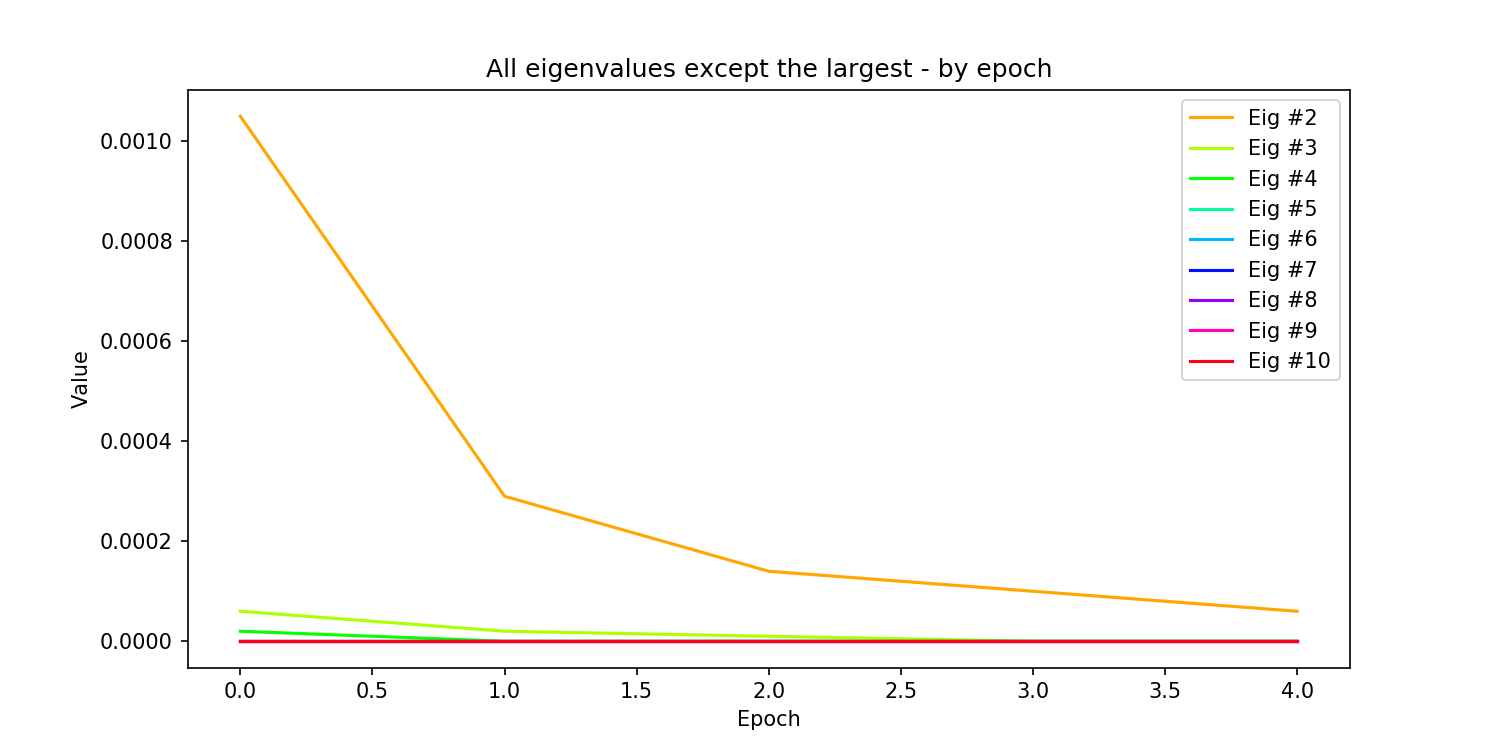 All eigenvalues except the largest - by epoch
Eig #2
Eig #3
Eig #4
Eig #5
Eig #6
Eig #7
Eig #8
Eig #9
Eig #10
Value
0.0010
0.0008
0.0006
0.0004
0.0002
0.0000
0.0 0.5 1.0 1.5 2.0 2.5 3.0 3.5 4.0
Epoch